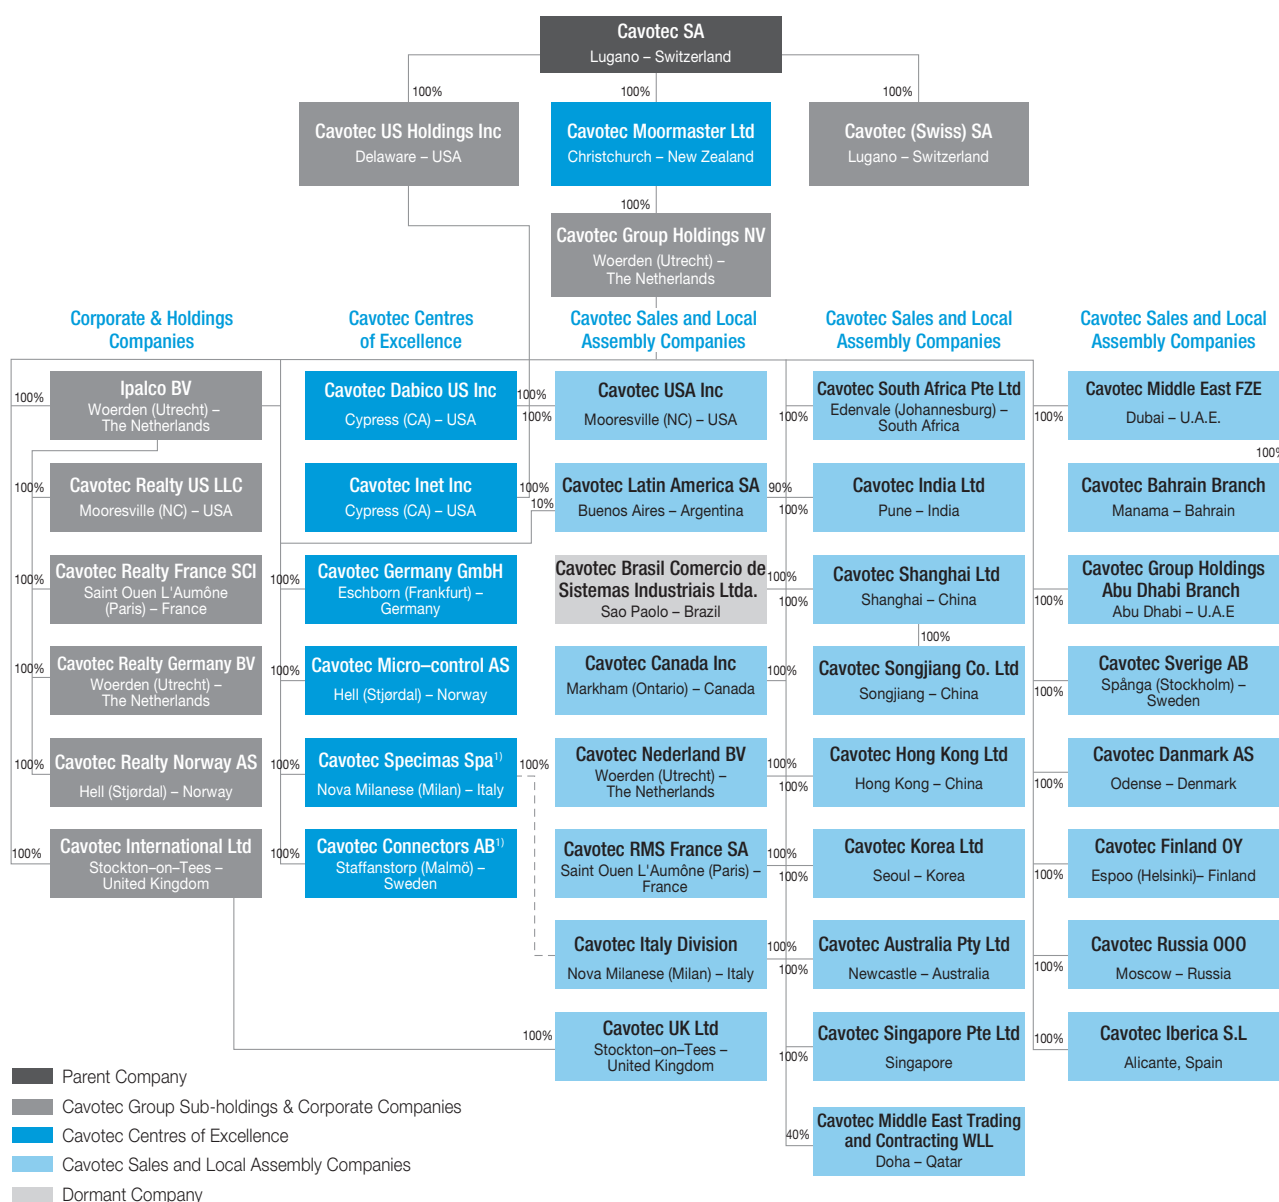 Cavotec SA
Lugano – Switzerland
100%
100%
100%
Cavotec US Holdings Inc
Delaware – USA
Cavotec Moormaster Ltd
Christchurch – New Zealand
Cavotec (Swiss) SA
Lugano – Switzerland
100%
Cavotec Group Holdings NV
Woerden (Utrecht) –
The Netherlands
Corporate & Holdings
Companies
100%
Ipalco BV
Woerden (Utrecht) –
The Netherlands
100%
Cavotec Realty US LLC
Mooresville (NC) – USA
100%
Cavotec Realty France SCI
Saint Ouen L'Aumône
(Paris) – France
100%
Cavotec Realty Germany BV
Woerden (Utrecht) –
The Netherlands
100%
Cavotec Realty Norway AS
Hell (Stjørdal) – Norway
100%
Cavotec International Ltd
Stockton–on–Tees –
United Kingdom
Cavotec Centres
of Excellence
Cavotec Dabico US Inc
Cypress (CA) – USA
100%
100%
Cavotec Inet Inc
Cypress (CA) – USA
100%
10%
100%
Cavotec Germany GmbH
Eschborn (Frankfurt) –
Germany
100%
Cavotec Micro–control AS
Hell (Stjørdal) – Norway
100%
Cavotec Specimas Spa1)
Nova Milanese (Milan) – Italy
100%
100%
Cavotec Connectors AB1)
Staffanstorp (Malmö) –
Sweden
Cavotec Sales and Local
Assembly Companies
Cavotec USA Inc
Mooresville (NC) – USA
Cavotec Latin America SA
Buenos Aires – Argentina
90%
Cavotec Brasil Comercio de
Sistemas Industriais Ltda.
Sao Paolo – Brazil
100%
Cavotec Canada Inc
Markham (Ontario) – Canada
100%
Cavotec Nederland BV
Woerden (Utrecht) –
The Netherlands
100%
Cavotec RMS France SA
Saint Ouen L'Aumône (Paris) –
France
100%
Cavotec Italy Division
Nova Milanese (Milan) – Italy
100%
100%
Cavotec UK Ltd
Stockton–on–Tees –
United Kingdom
Cavotec Sales and Local
Assembly Companies
100%
Cavotec South Africa Pte Ltd
Edenvale (Johannesburg) –
South Africa
100%
Cavotec India Ltd
Pune – India
100%
Cavotec Shanghai Ltd
Shanghai – China
100%
Cavotec Songjiang Co. Ltd
Songjiang – China
100%
Cavotec Hong Kong Ltd
Hong Kong – China
100%
Cavotec Korea Ltd
Seoul – Korea
100%
Cavotec Australia Pty Ltd
Newcastle – Australia
100%
Cavotec Singapore Pte Ltd
Singapore
40%
Cavotec Middle East Trading
and Contracting WLL
Doha – Qatar
Cavotec Sales and Local
Assembly Companies
100%
Cavotec Middle East FZE
Dubai – U.A.E.
100%
Cavotec Bahrain Branch
Manama – Bahrain
100%
Cavotec Group Holdings
Abu Dhabi Branch
Abu Dhabi – U.A.E
100%
Cavotec Sverige AB
Spånga (Stockholm) –
Sweden
100%
Cavotec Danmark AS
Odense – Denmark
100%
Cavotec Finland OY
Espoo (Helsinki)– Finland
100%
Cavotec Russia OOO
Moscow – Russia
100%
Cavotec Iberica S.L
Alicante, Spain
Parent Company
Cavotec Group Sub-holdings & Corporate Companies
Cavotec Centres of Excellence
Cavotec Sales and Local Assembly Companies
Dormant Company